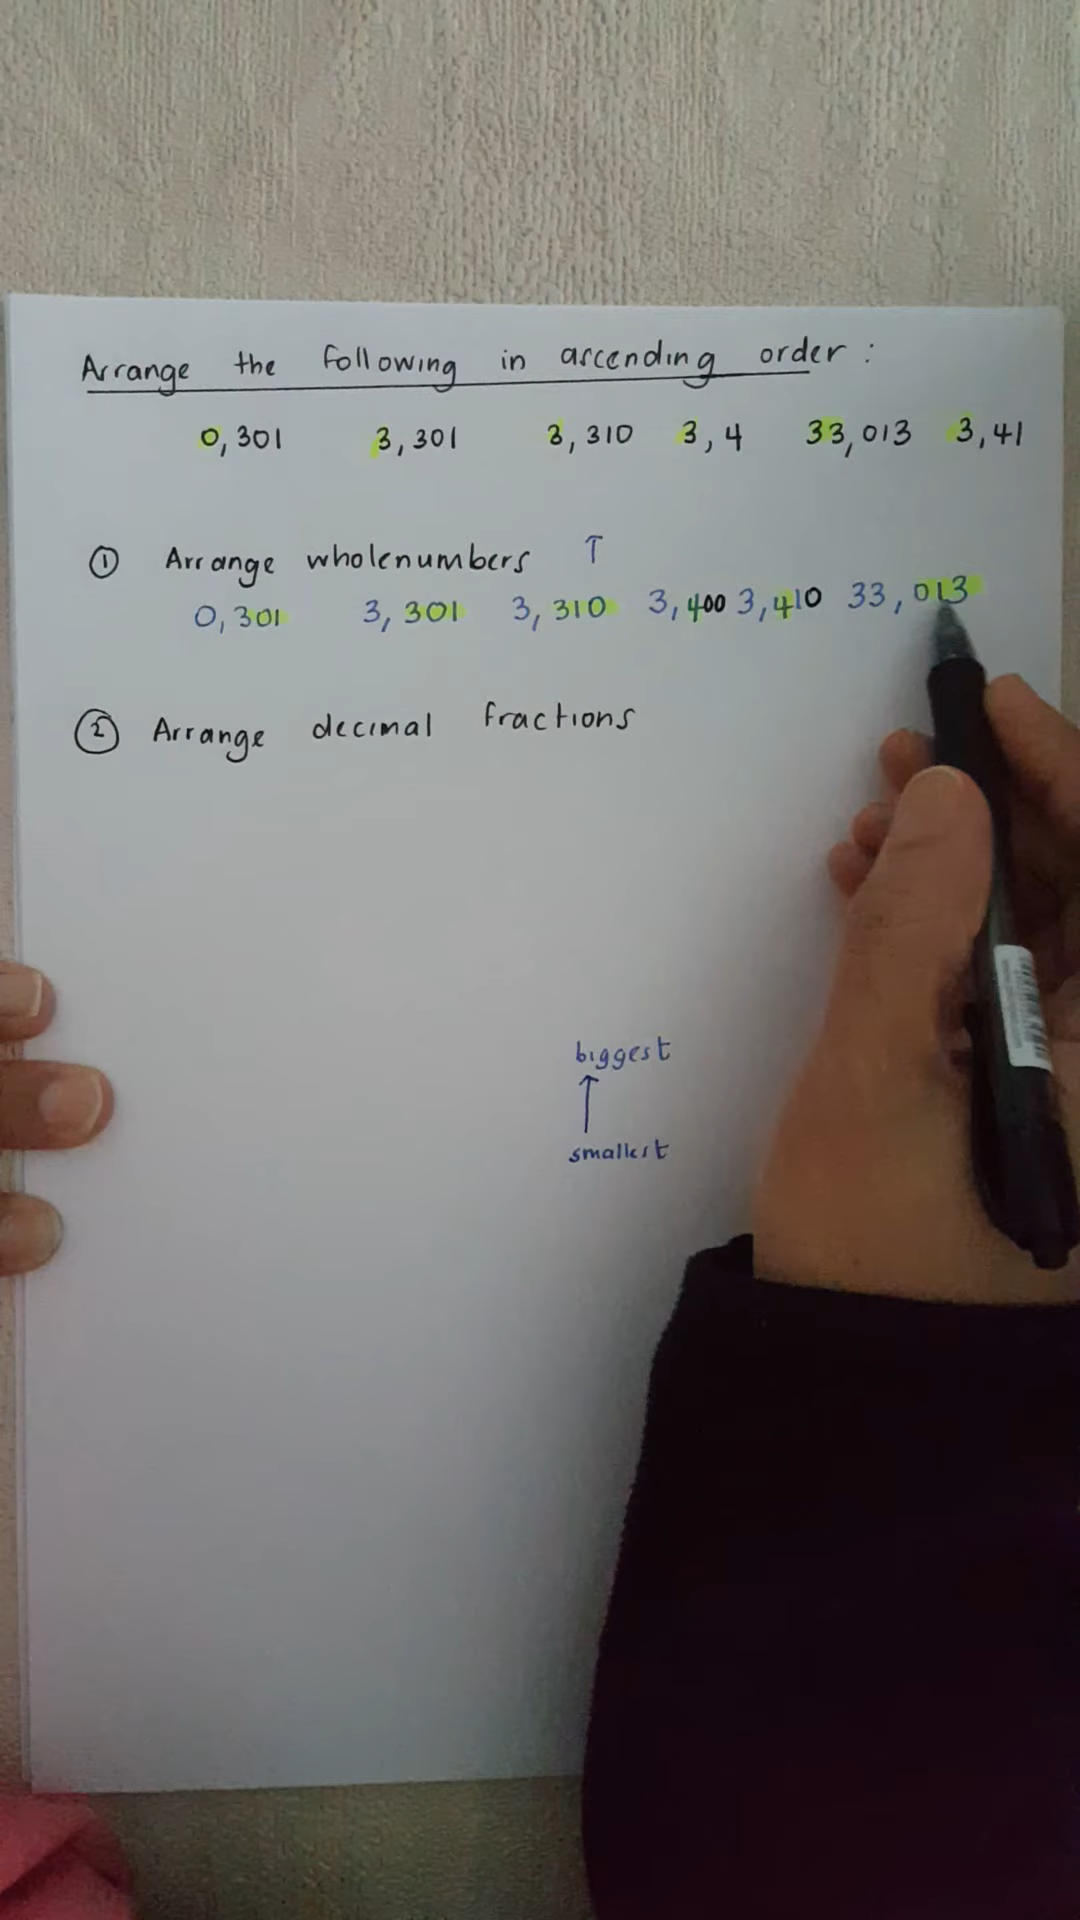 Arrange the following in ascending order :
0,301 3,301 3,310 3,4 33,013 3,41
① Arrange wholenumbers ↑
0,301 3,301 3,310 3,400 3,410 33,013
② Arrange decimal fractions
biggest
↑
smallest